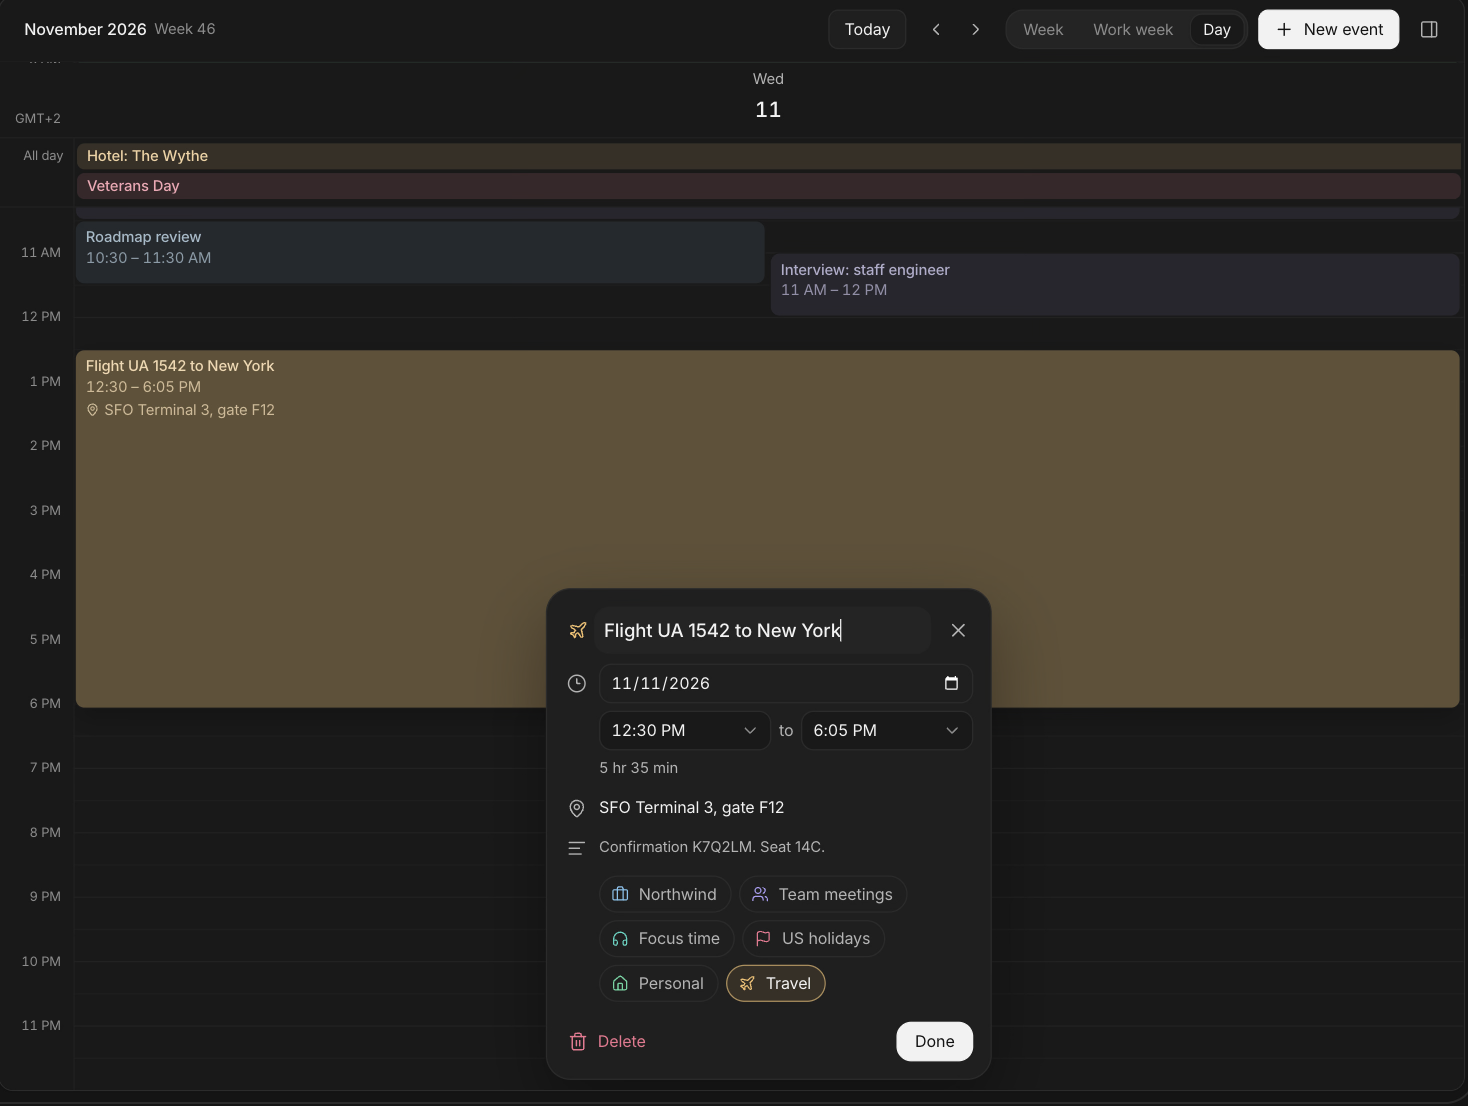 November 2026 Week 46
Today
Week
Work week
Day
New event
Wed
11
GMT+2
All day
Hotel: The Wythe
Veterans Day
Roadmap review
10:30 – 11:30 AM
11 AM
Interview: staff engineer
11 AM – 12 PM
12 PM
Flight UA 1542 to New York
12:30 – 6:05 PM
SFO Terminal 3, gate F12
1 PM
2 PM
3 PM
4 PM
5 PM
6 PM
7 PM
8 PM
9 PM
10 PM
11 PM
Flight UA 1542 to New York
11/11/2026
12:30 PM to 6:05 PM
5 hr 35 min
SFO Terminal 3, gate F12
Confirmation K7Q2LM. Seat 14C.
Northwind
Team meetings
Focus time
US holidays
Personal
Travel
Delete
Done